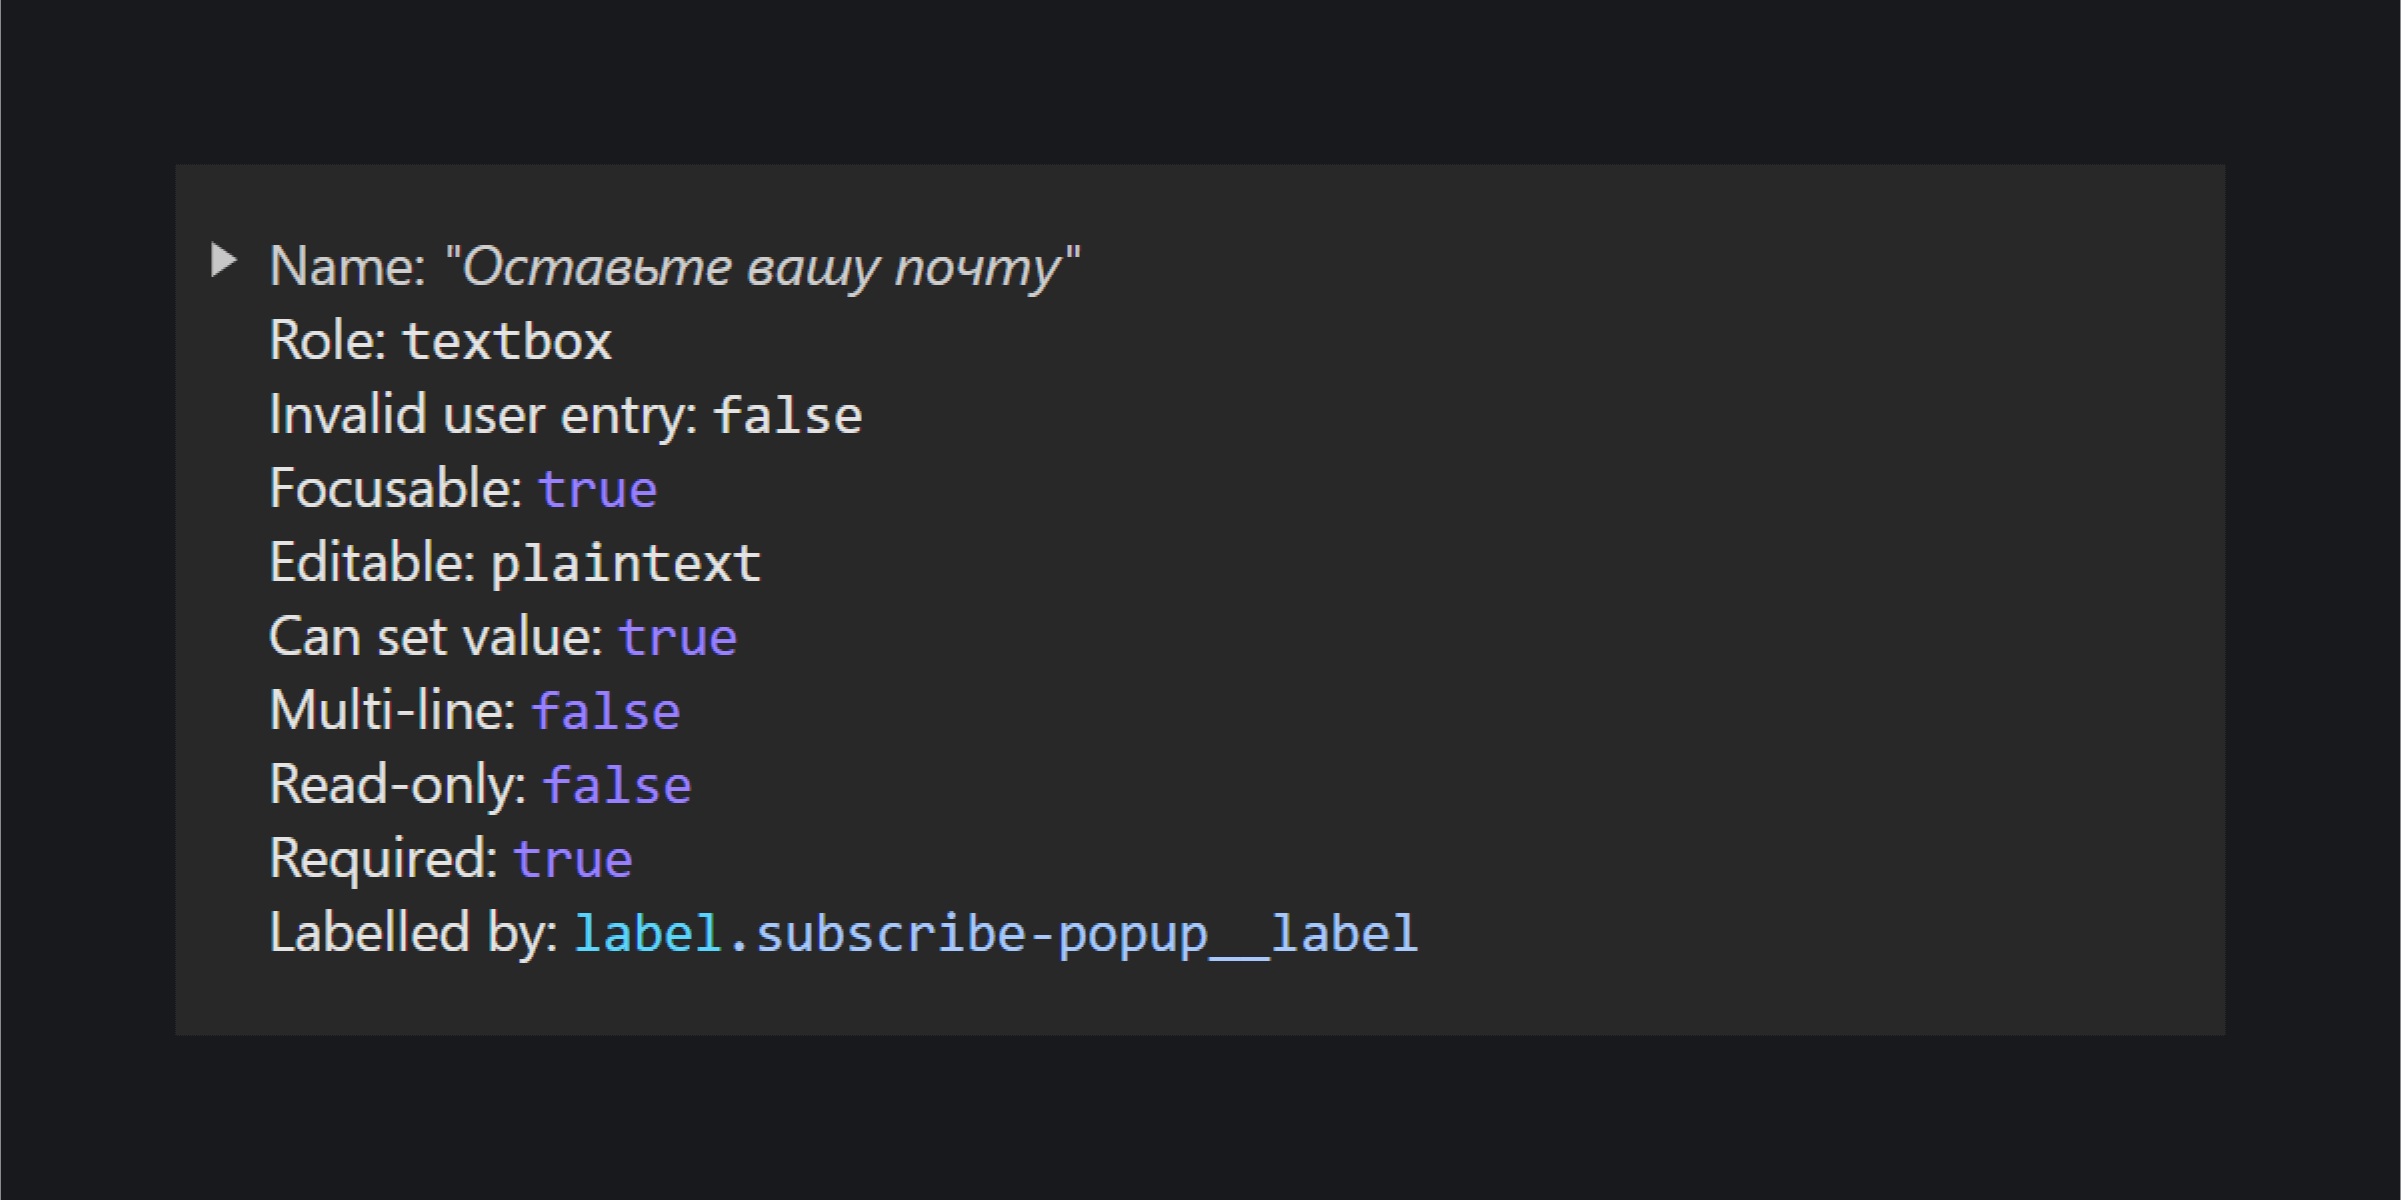 Name: "Оставьте вашу почту"
Role: textbox
Invalid user entry: false
Focusable: true
Editable: plaintext
Can set value: true
Multi-line: false
Read-only: false
Required: true
Labelled by: label.subscribe-popup__label